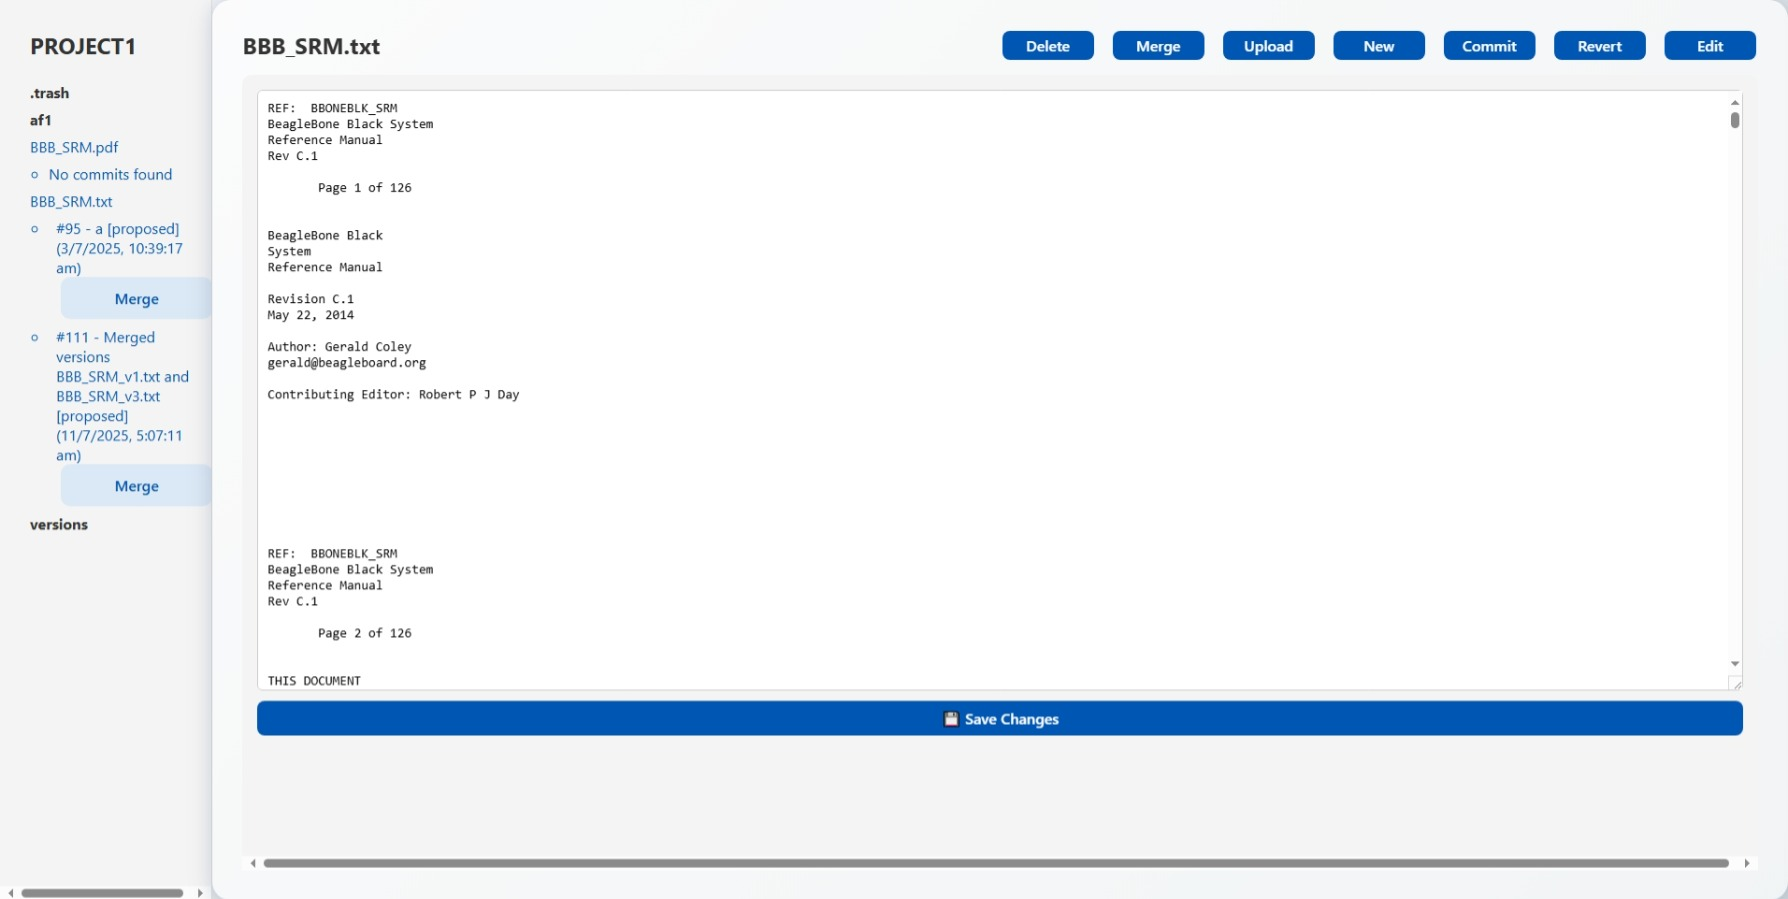 PROJECT1
.trash
af1
BBB_SRM.pdf
No commits found
BBB_SRM.txt
#95 - a [proposed]
(3/7/2025, 10:39:17
am)
Merge
#111 - Merged
versions
BBB_SRM_v1.txt and
BBB_SRM_v3.txt
[proposed]
(11/7/2025, 5:07:11
am)
Merge
versions
BBB_SRM.txt
Delete
Merge
Upload
New
Commit
Revert
Edit
REF:  BBONEBLK_SRM
BeagleBone Black System
Reference Manual
Rev C.1
Page 1 of 126
BeagleBone Black
System
Reference Manual
Revision C.1
May 22, 2014
Author: Gerald Coley
gerald@beagleboard.org
Contributing Editor: Robert P J Day
REF:  BBONEBLK_SRM
BeagleBone Black System
Reference Manual
Rev C.1
Page 2 of 126
THIS DOCUMENT
💾 Save Changes